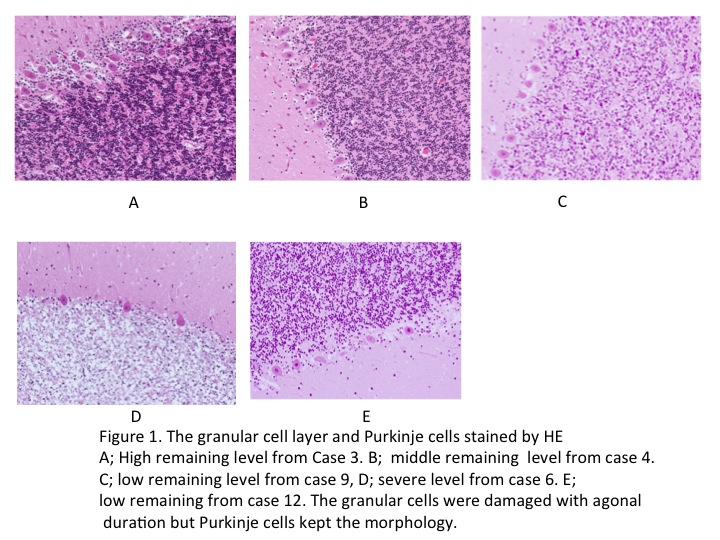 A
B
C
D
E
Figure 1. The granular cell layer and Purkinje cells stained by HE
A; High remaining level from Case 3. B; middle remaining level from case 4.
C; low remaining level from case 9, D; severe level from case 6. E;
low remaining from case 12. The granular cells were damaged with agonal
duration but Purkinje cells kept the morphology.